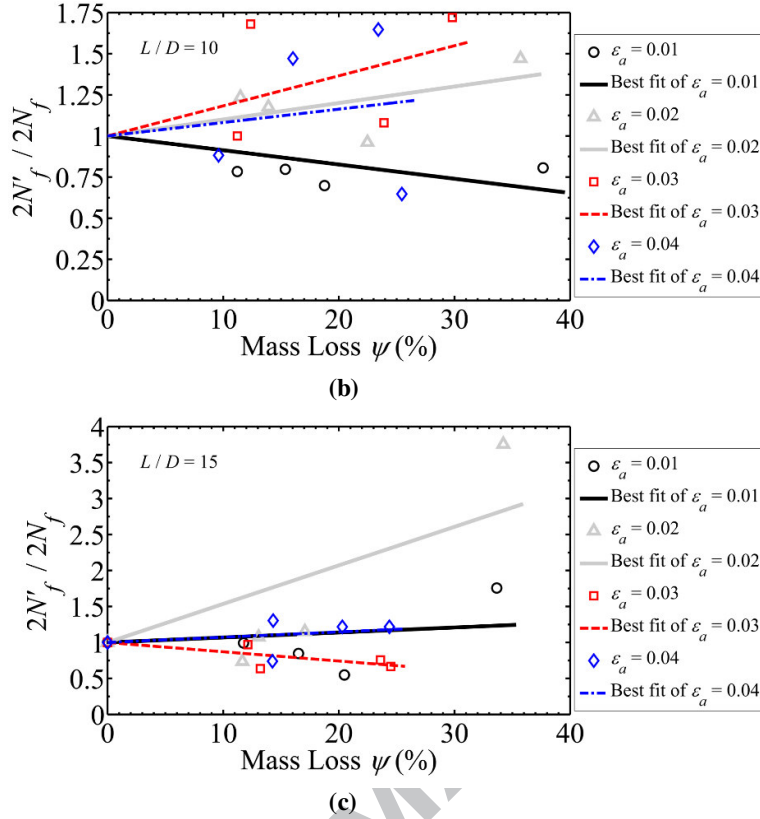 1.75
1.5
1.25
1
0.75
0.5
0.25
0
2N'f / 2Nf
L / D = 10
0 10 20 30 40
Mass Loss ψ (%)
εa = 0.01
Best fit of εa = 0.01
εa = 0.02
Best fit of εa = 0.02
εa = 0.03
Best fit of εa = 0.03
εa = 0.04
Best fit of εa = 0.04
(b)
4
3.5
3
2.5
2
1.5
1
0.5
0
2N'f / 2Nf
L / D = 15
0 10 20 30 40
Mass Loss ψ (%)
εa = 0.01
Best fit of εa = 0.01
εa = 0.02
Best fit of εa = 0.02
εa = 0.03
Best fit of εa = 0.03
εa = 0.04
Best fit of εa = 0.04
(c)